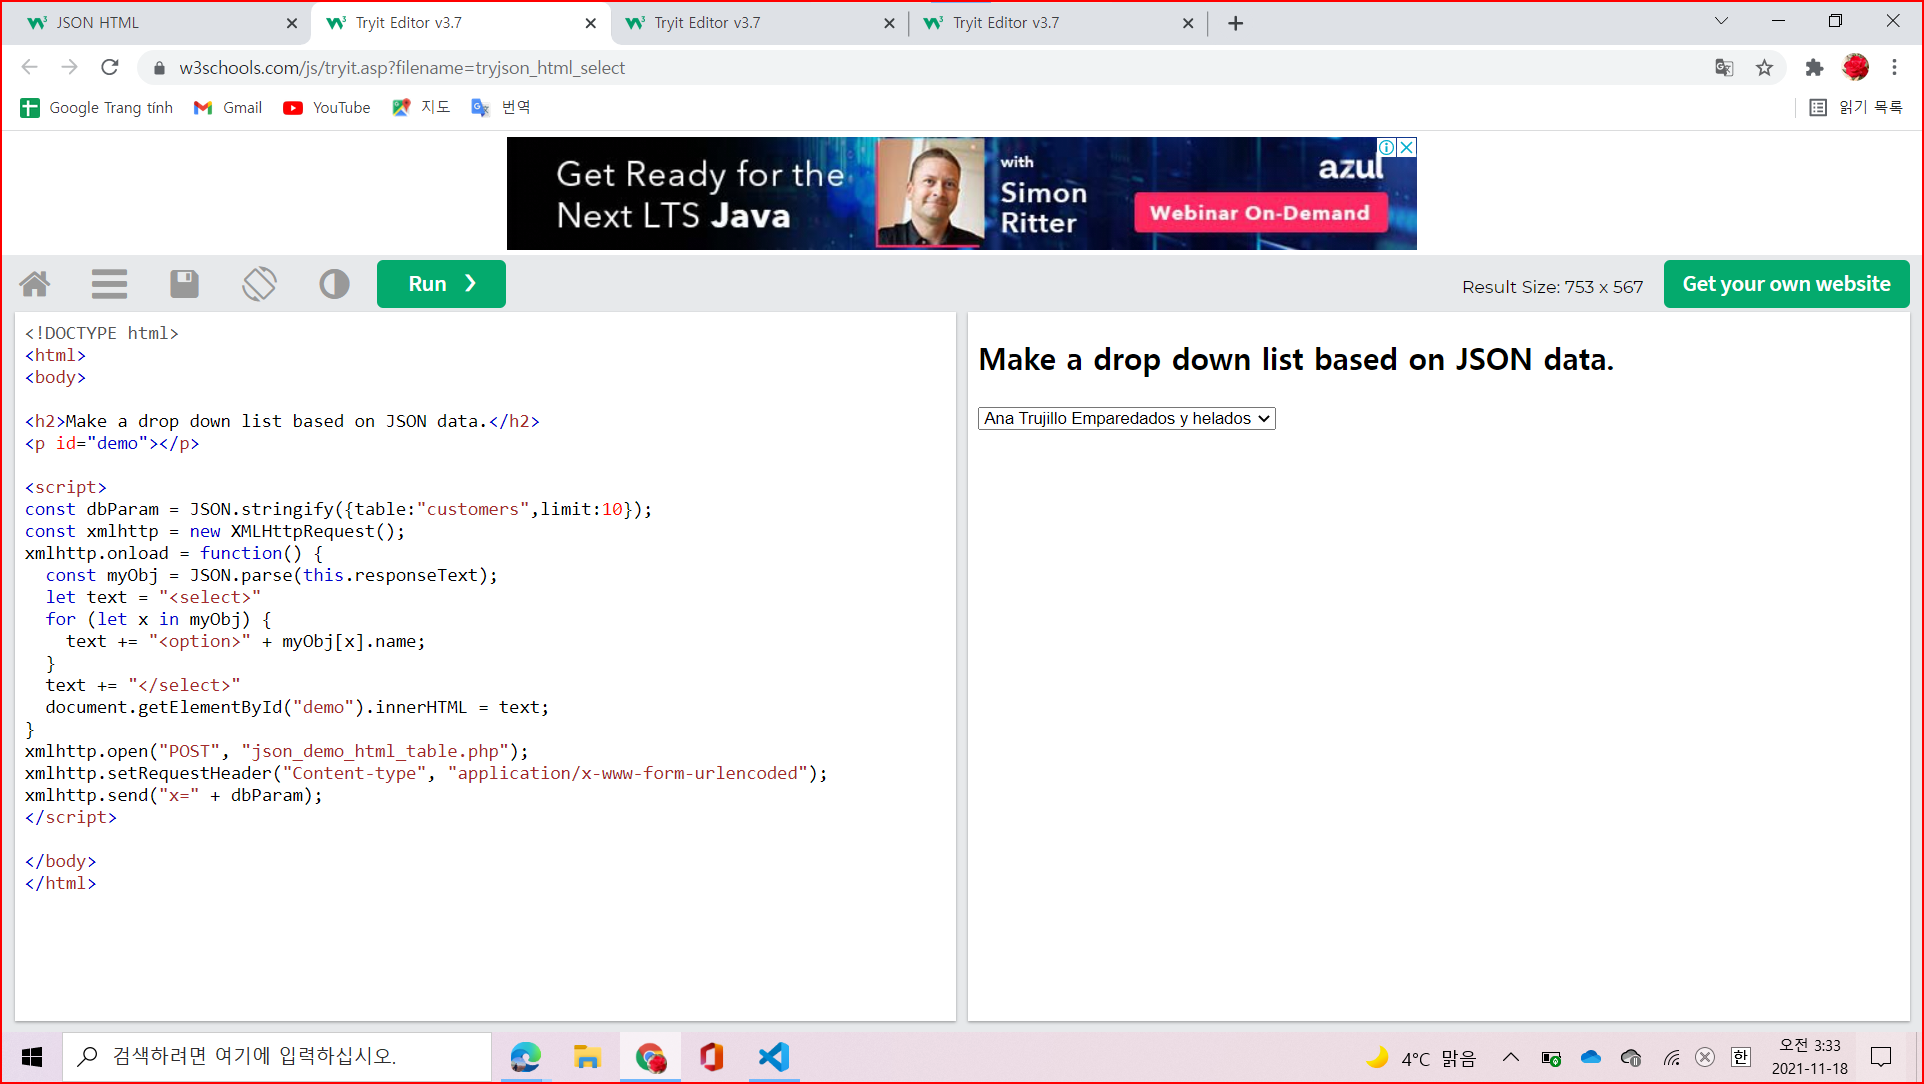 JSON HTML
Tryit Editor v3.7
Tryit Editor v3.7
Tryit Editor v3.7
w3schools.com/js/tryit.asp?filename=tryjson_html_select
Google Trang tính
Gmail
YouTube
지도
번역
읽기 목록
Get Ready for the
Next LTS Java
with
Simon
Ritter
azul
Webinar On-Demand
Run ❯
Result Size: 753 x 567
Get your own website
<!DOCTYPE html>
<html>
<body>
<h2>Make a drop down list based on JSON data.</h2>
<p id="demo"></p>
<script>
const dbParam = JSON.stringify({table:"customers",limit:10});
const xmlhttp = new XMLHttpRequest();
xmlhttp.onload = function() {
  const myObj = JSON.parse(this.responseText);
  let text = "<select>"
  for (let x in myObj) {
    text += "<option>" + myObj[x].name;
  }
  text += "</select>"
  document.getElementById("demo").innerHTML = text;
}
xmlhttp.open("POST", "json_demo_html_table.php");
xmlhttp.setRequestHeader("Content-type", "application/x-www-form-urlencoded");
xmlhttp.send("x=" + dbParam);
</script>
</body>
</html>
Make a drop down list based on JSON data.
Ana Trujillo Emparedados y helados
검색하려면 여기에 입력하십시오.
4°C 맑음
한
오전 3:33
2021-11-18